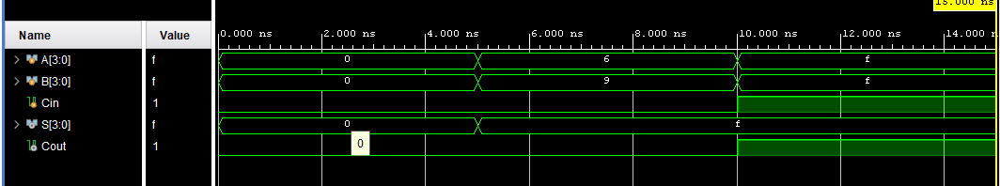 15.000 ns
Name Value 0.000 ns 2.000 ns 4.000 ns 6.000 ns 8.000 ns 10.000 ns 12.000 ns 14.000
A[3:0] f 0 6 f
B[3:0] f 0 9 f
Cin 1
S[3:0] f 0 f
Cout 1
0